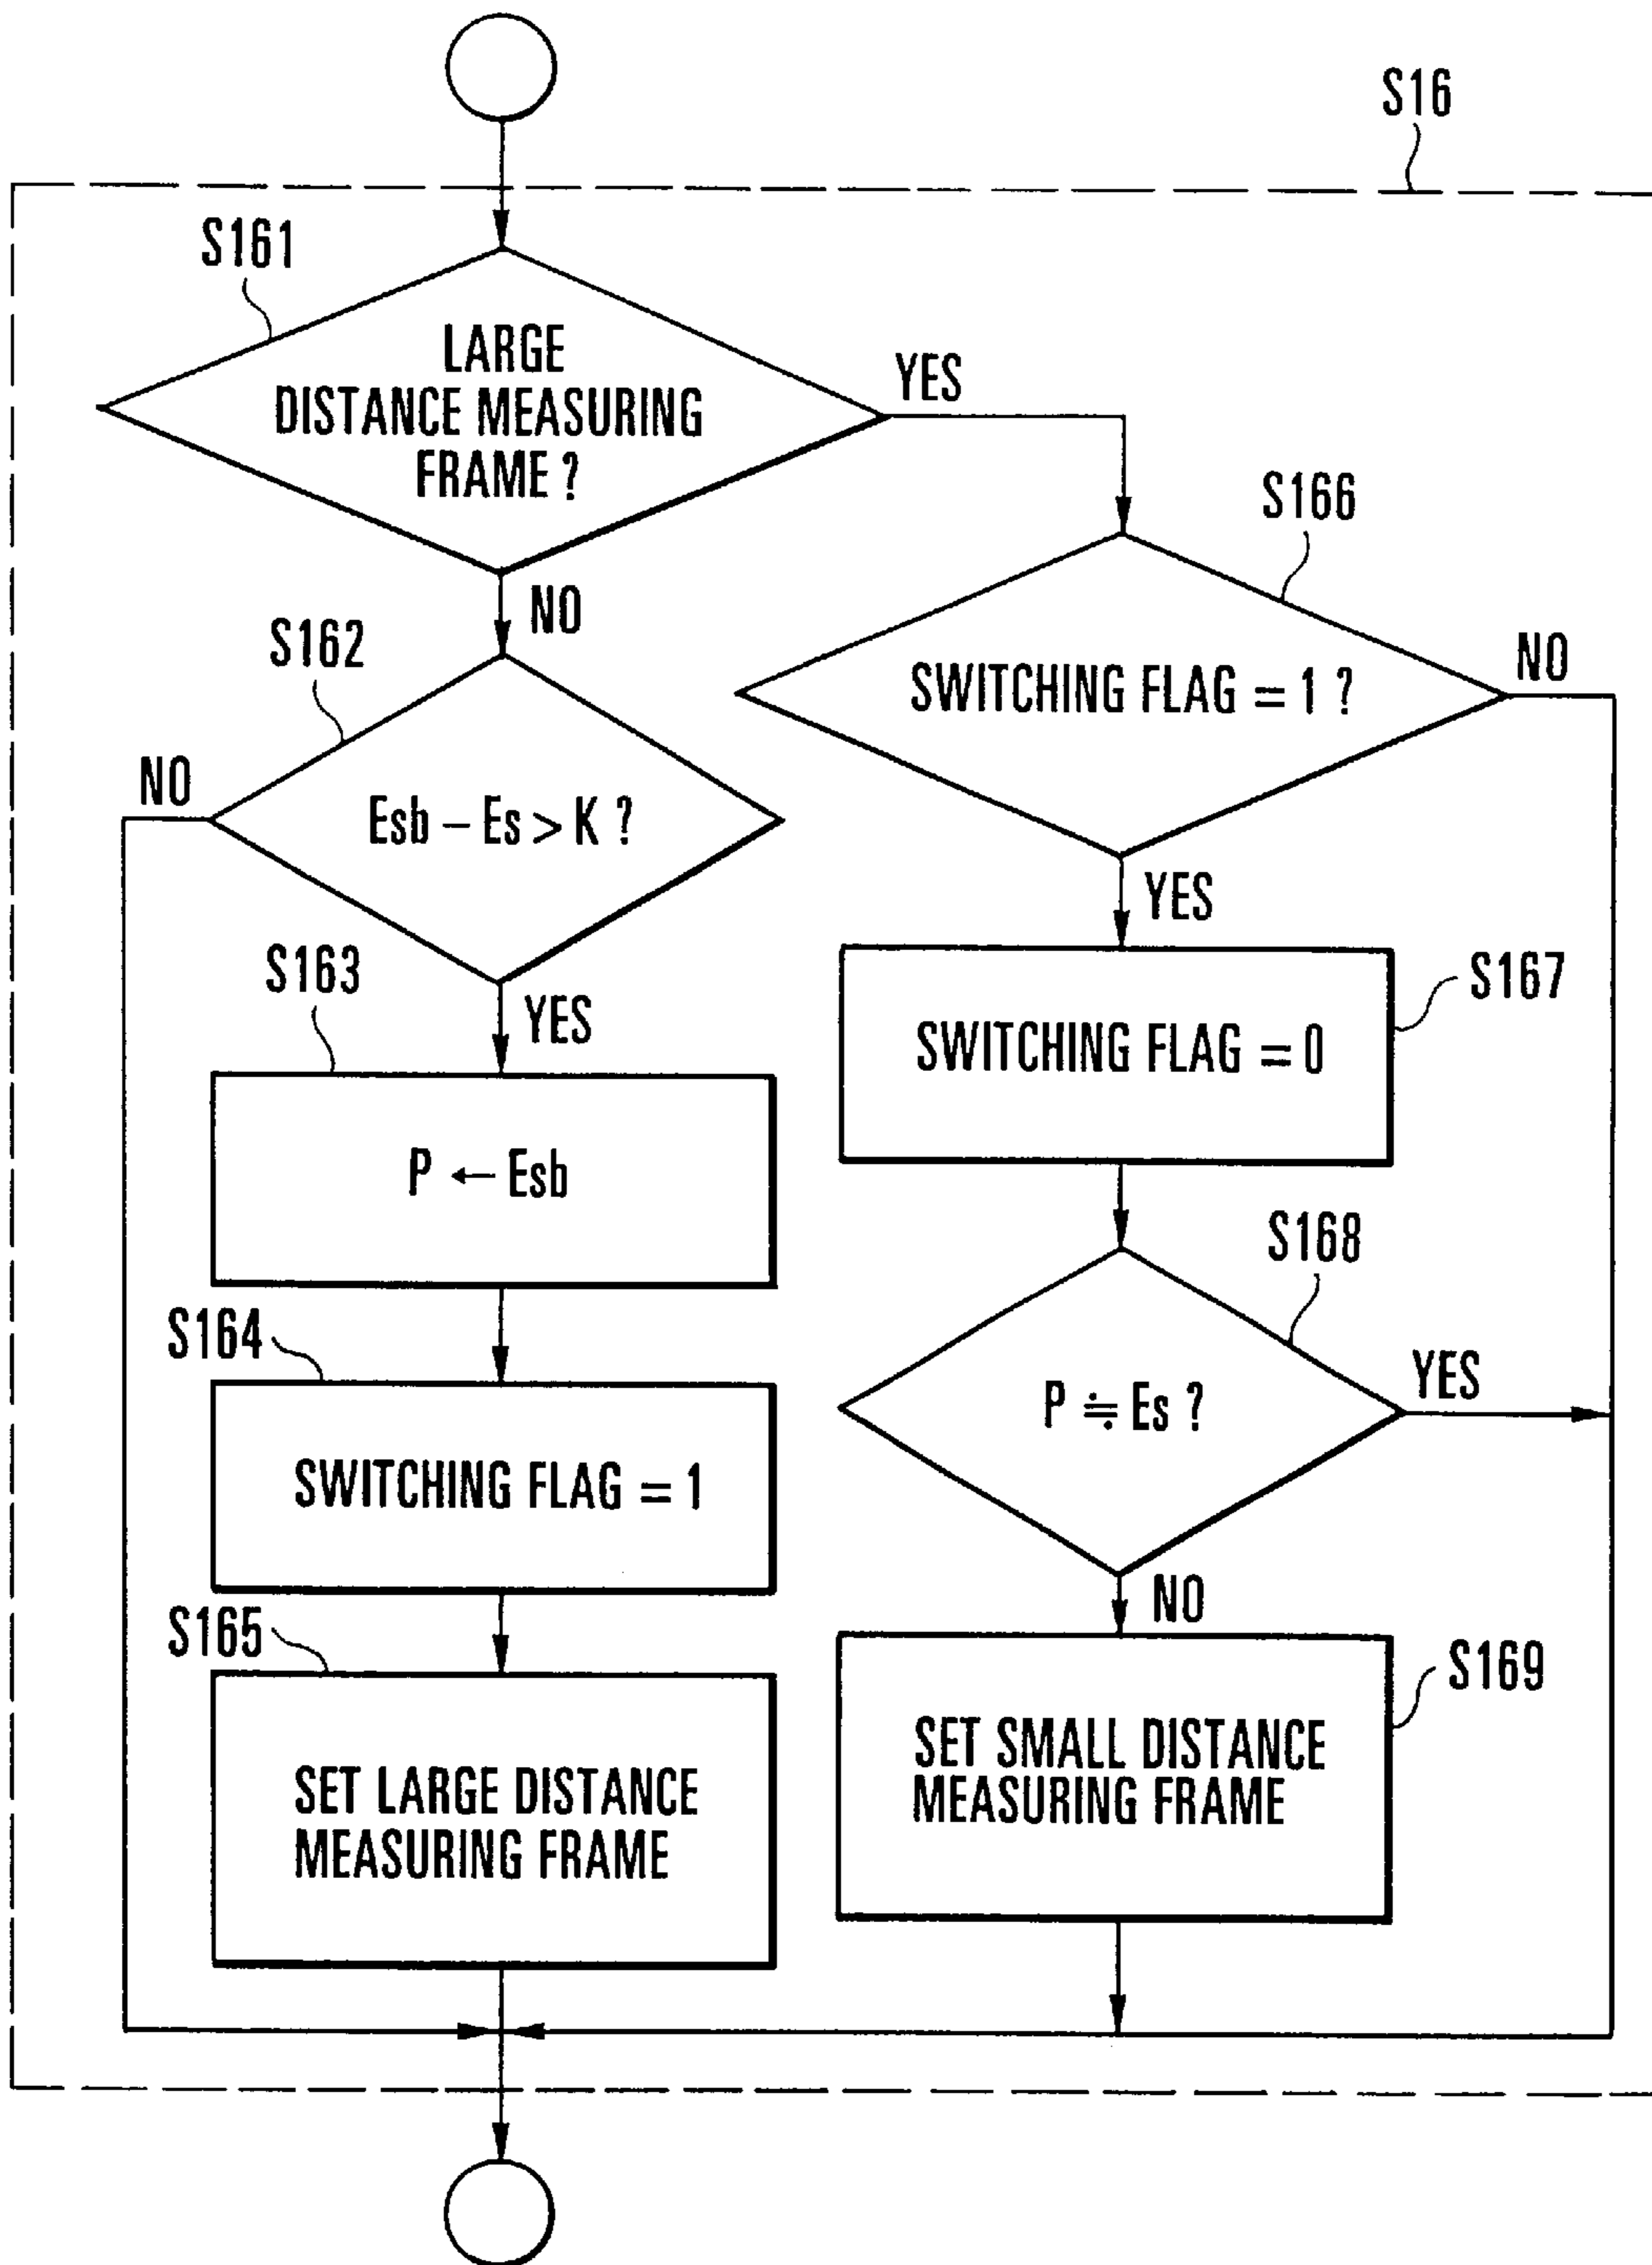 S16
S161
LARGE
DISTANCE MEASURING
FRAME ?
YES
NO
S162
Esb – Es > K ?
NO
YES
S163
P ← Esb
S164
SWITCHING FLAG = 1
S165
SET LARGE DISTANCE
MEASURING FRAME
S166
SWITCHING FLAG = 1 ?
NO
YES
S167
SWITCHING FLAG = 0
S168
P ≒ Es ?
YES
NO
S169
SET SMALL DISTANCE
MEASURING FRAME